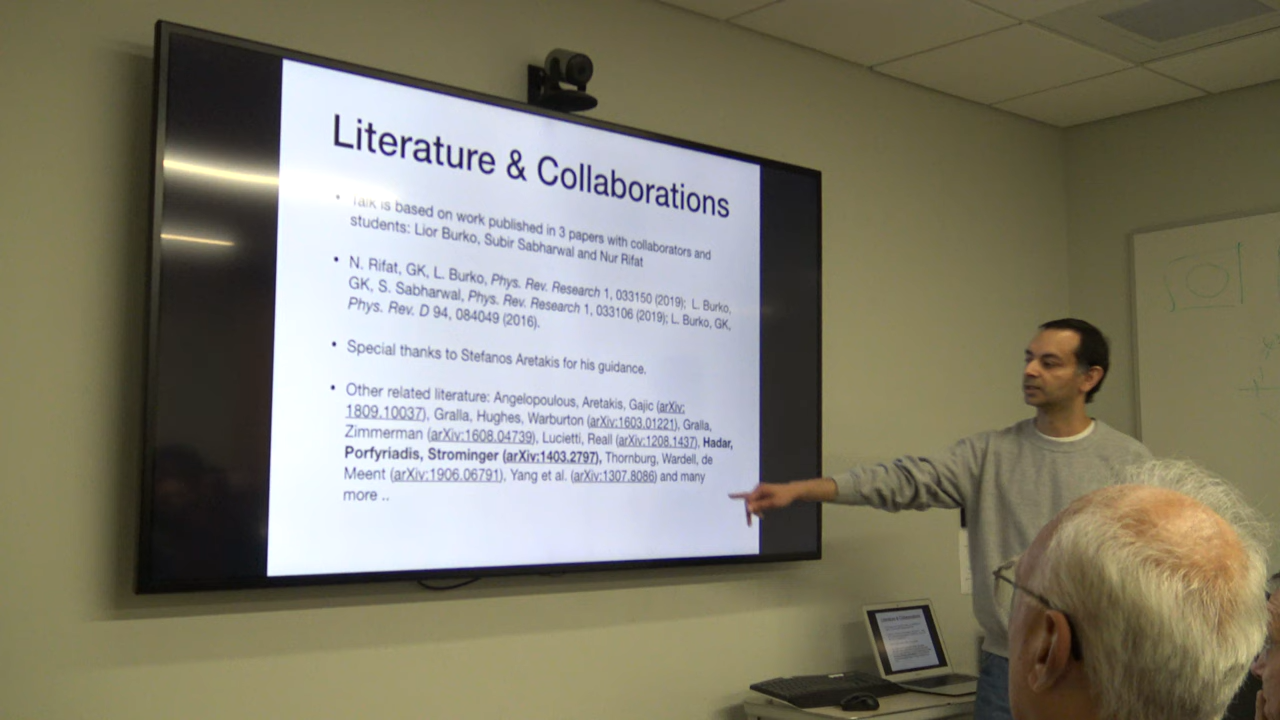 Literature & Collaborations
• Talk is based on work published in 3 papers with collaborators and
students: Lior Burko, Subir Sabharwal and Nur Rifat
• N. Rifat, GK, L. Burko, Phys. Rev. Research 1, 033150 (2019); L. Burko,
GK, S. Sabharwal, Phys. Rev. Research 1, 033106 (2019); L. Burko, GK,
Phys. Rev. D 94, 084049 (2016).
• Special thanks to Stefanos Aretakis for his guidance.
• Other related literature: Angelopoulous, Aretakis, Gajic (arXiv:
1809.10037), Gralla, Hughes, Warburton (arXiv:1603.01221), Gralla,
Zimmerman (arXiv:1608.04739), Lucietti, Reall (arXiv:1208.1437), Hadar,
Porfyriadis, Strominger (arXiv:1403.2797), Thornburg, Wardell, de
Meent (arXiv:1906.06791), Yang et al. (arXiv:1307.8086) and many
more ..